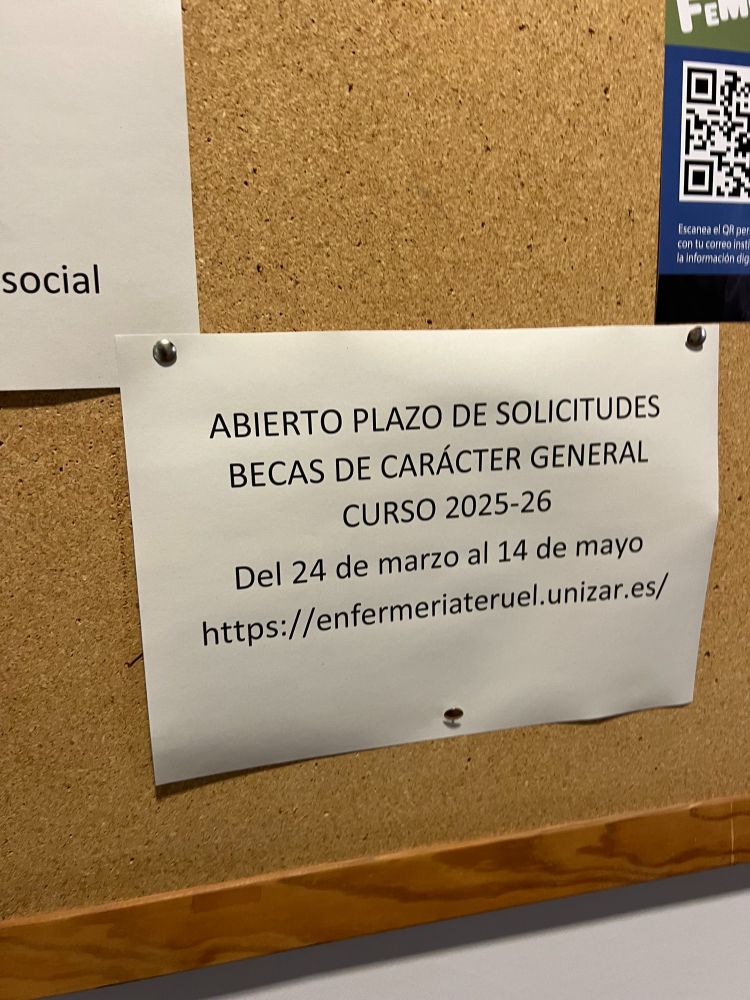 social
FEM
Escanea el QR
con tu correo
la información
ABIERTO PLAZO DE SOLICITUDES
BECAS DE CARÁCTER GENERAL
CURSO 2025-26
Del 24 de marzo al 14 de mayo
https://enfermeriateruel.unizar.es/